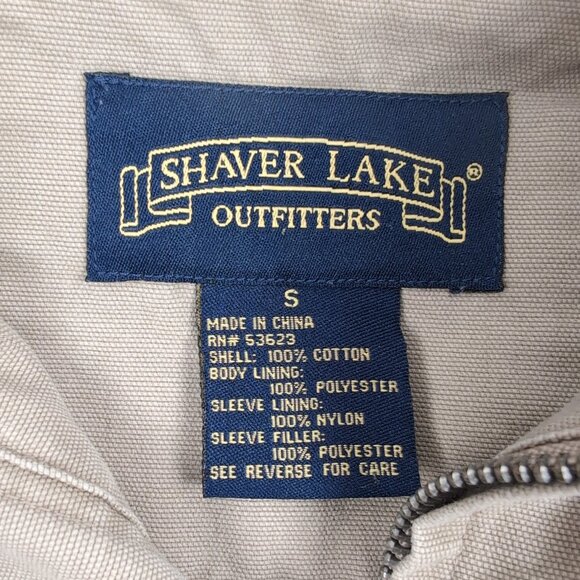 SHAVER LAKE®
OUTFITTERS
S
MADE IN CHINA
RN# 53623
SHELL: 100% COTTON
BODY LINING:
100% POLYESTER
SLEEVE LINING:
100% NYLON
SLEEVE FILLER:
100% POLYESTER
SEE REVERSE FOR CARE